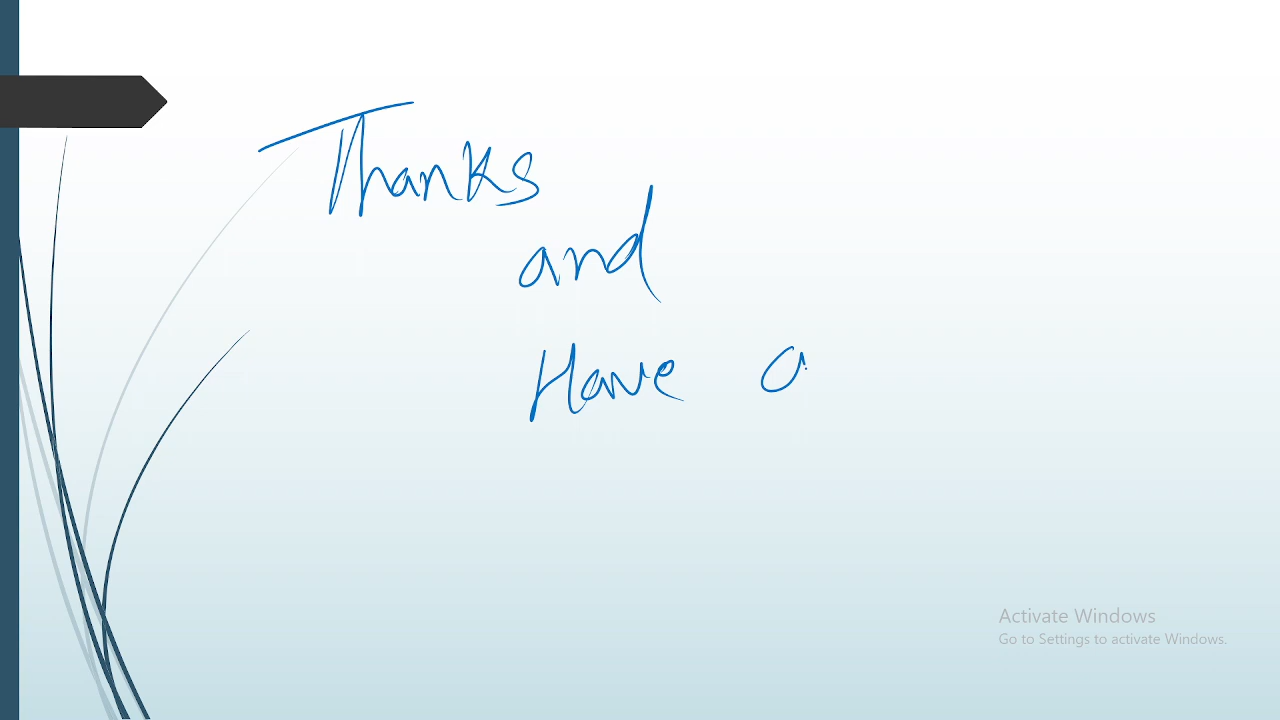 Thanks
and
Have a
Activate Windows
Go to Settings to activate Windows.